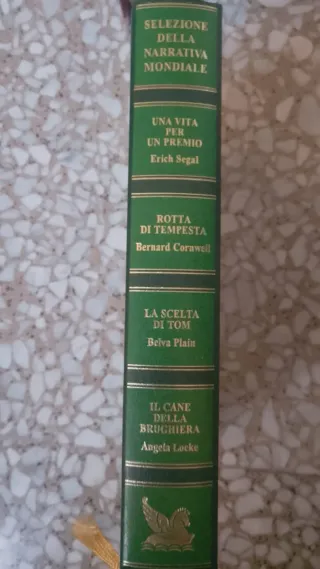 SELEZIONE
DELLA
NARRATIVA
MONDIALE
UNA VITA
PER
UN PREMIO
Erich Segal
ROTTA
DI TEMPESTA
Bernard Cornwell
LA SCELTA
DI TOM
Belva Plain
IL CANE
DELLA
BRUGHIERA
Angela Locke